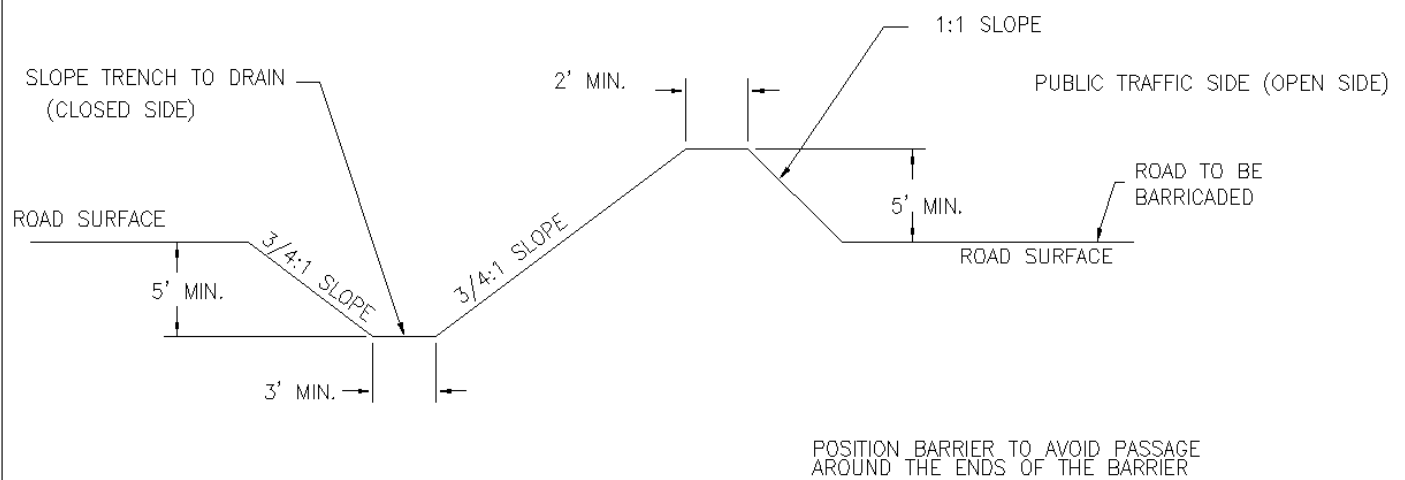 1:1 SLOPE
SLOPE TRENCH TO DRAIN
(CLOSED SIDE)
2' MIN.
PUBLIC TRAFFIC SIDE (OPEN SIDE)
ROAD TO BE
BARRICADED
5' MIN.
ROAD SURFACE
3/4:1 SLOPE
3/4:1 SLOPE
ROAD SURFACE
5' MIN.
3' MIN.
POSITION BARRIER TO AVOID PASSAGE
AROUND THE ENDS OF THE BARRIER